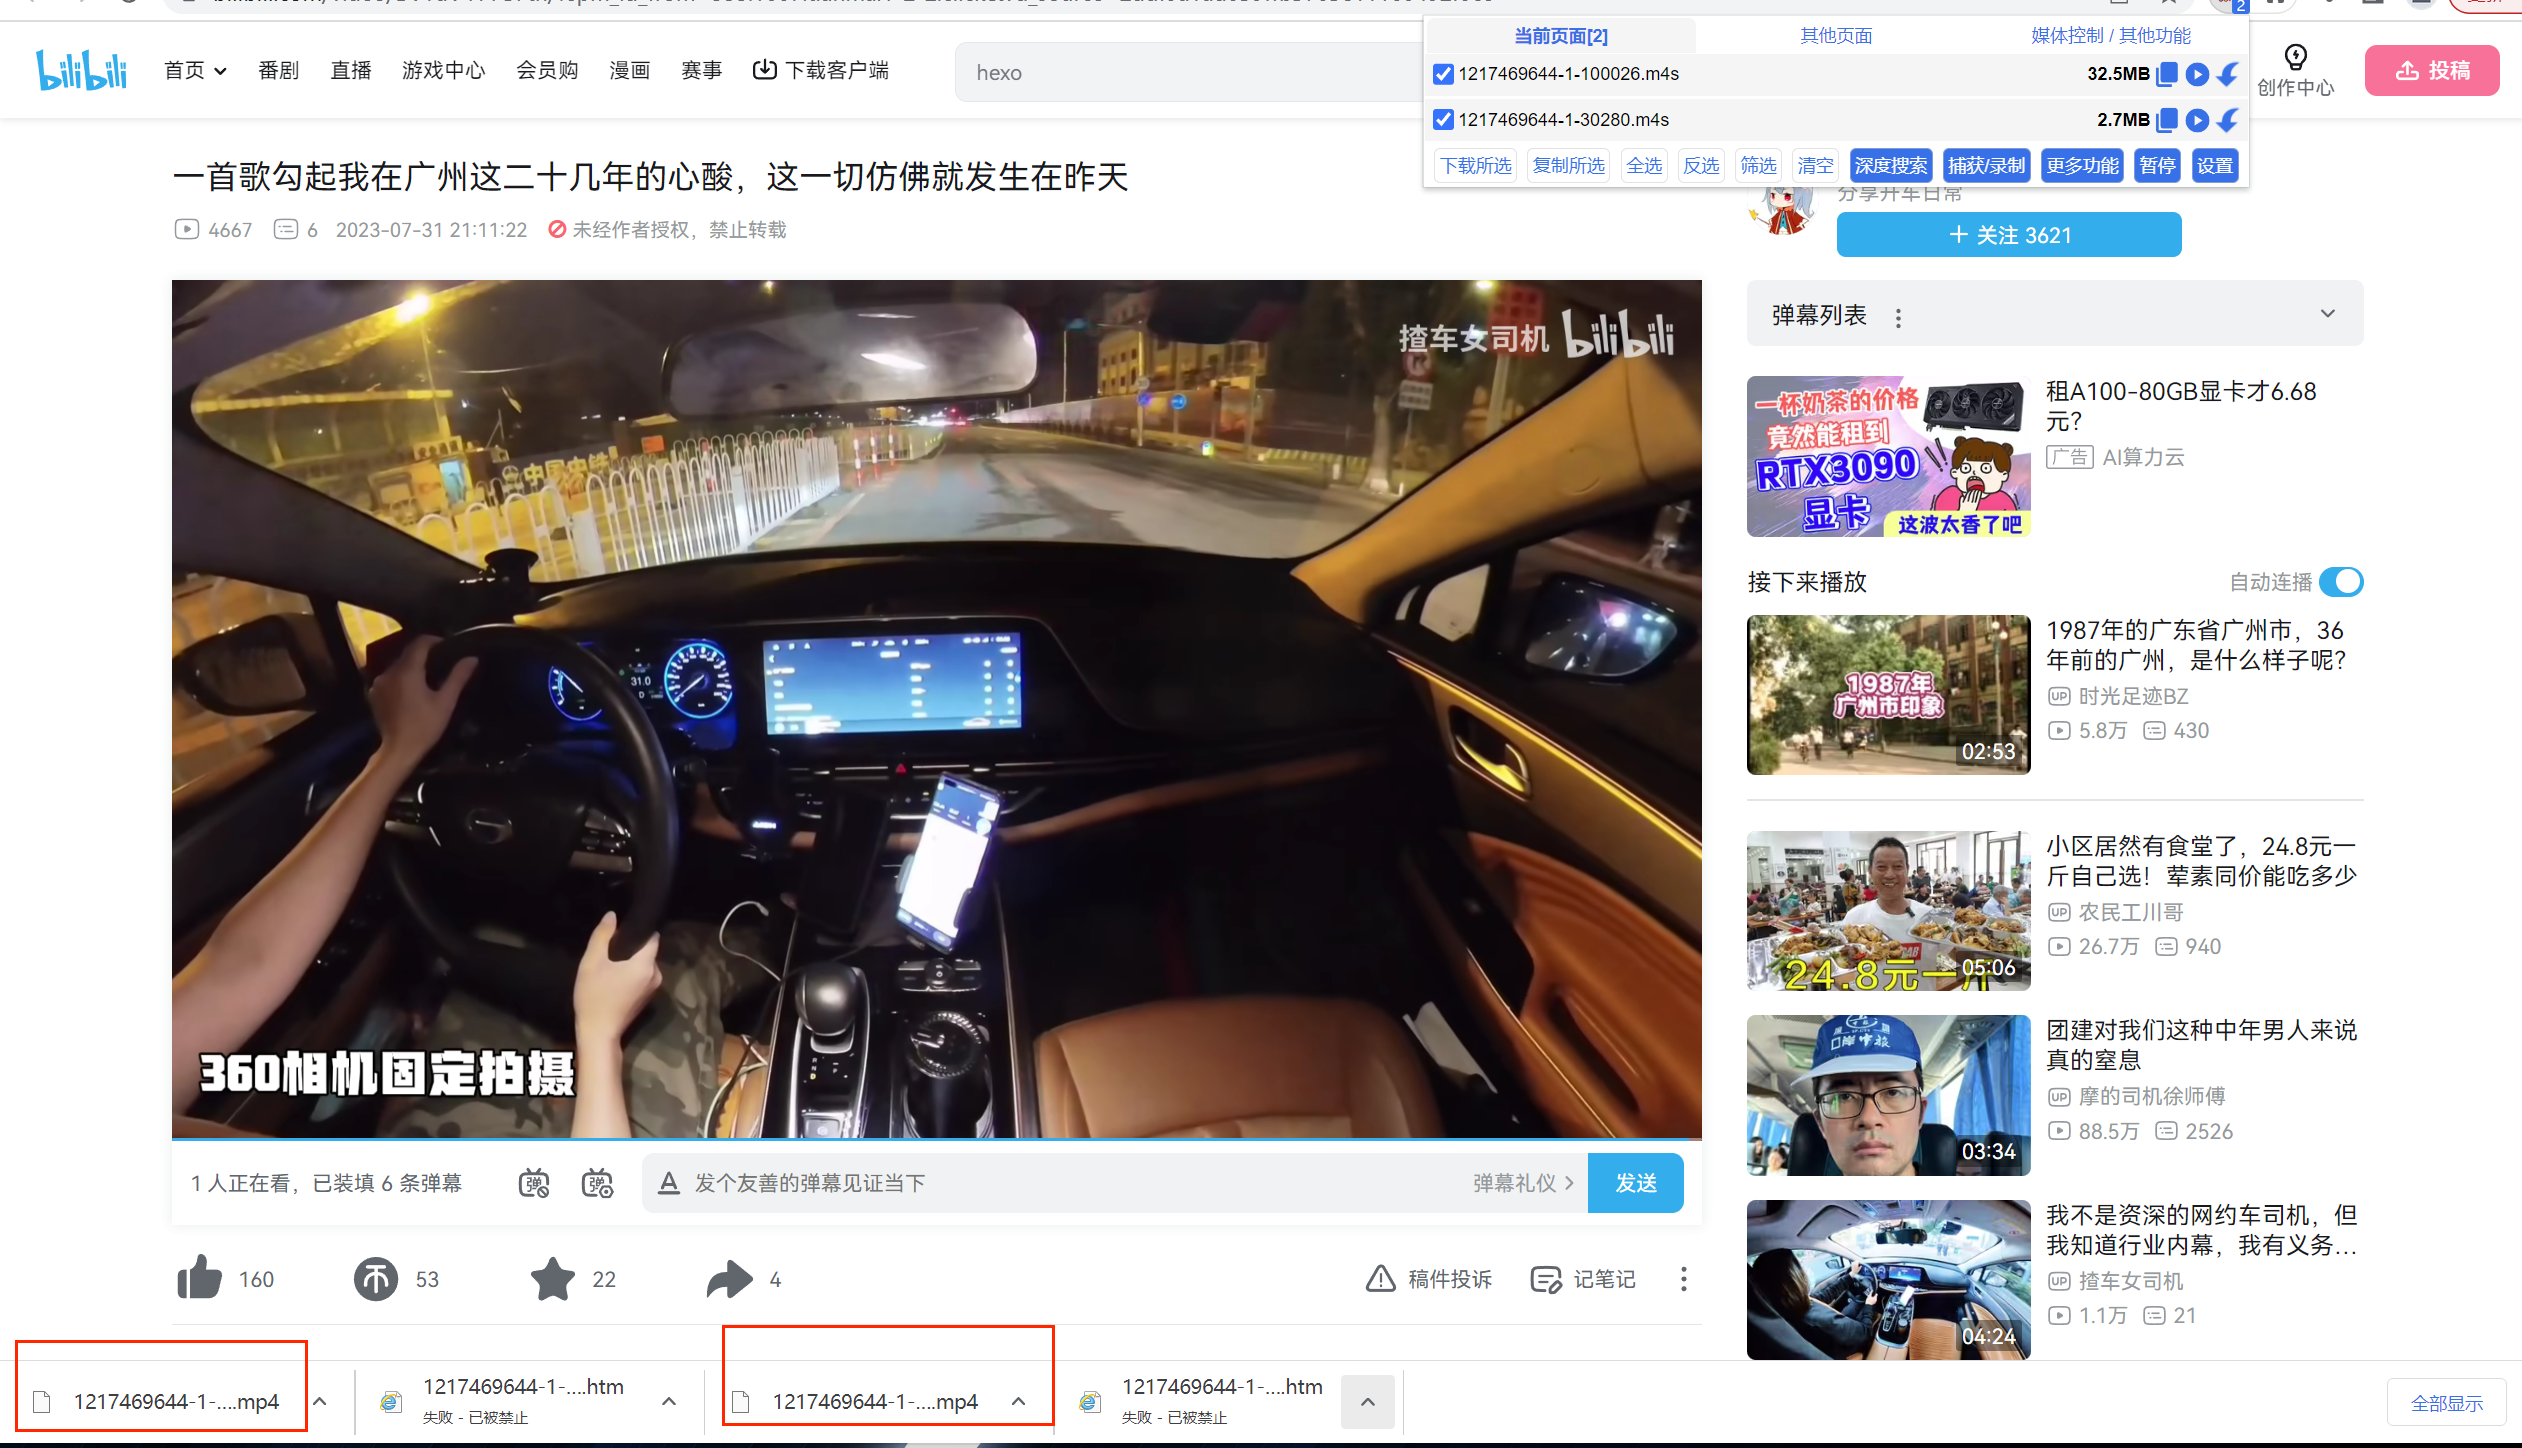 bilibili
首页
番剧
直播
游戏中心
会员购
漫画
赛事
下载客户端
hexo
当前页面[2]
其他页面
媒体控制 / 其他功能
1217469644-1-100026.m4s
32.5MB
1217469644-1-30280.m4s
2.7MB
下载所选
复制所选
全选
反选
筛选
清空
深度搜索
捕获/录制
更多功能
暂停
设置
2
创作中心
投稿
一首歌勾起我在广州这二十几年的心酸，这一切仿佛就发生在昨天
4667
6
2023-07-31 21:11:22
未经作者授权，禁止转载
分享开车日常
+ 关注 3621
揸车女司机 bilibili
中国中铁
31.0
360相机固定拍摄
弹幕列表
一杯奶茶的价格
竟然能租到
RTX3090
显卡
这波太香了吧
租A100-80GB显卡才6.68
元？
广告 AI算力云
接下来播放
自动连播
1987年
广州市印象
02:53
1987年的广东省广州市，36
年前的广州，是什么样子呢？
UP 时光足迹BZ
5.8万
430
24.8元一斤
05:06
小区居然有食堂了，24.8元一
斤自己选！荤素同价能吃多少
UP 农民工川哥
26.7万
940
03:34
团建对我们这种中年男人来说
真的窒息
UP 摩的司机徐师傅
88.5万
2526
04:24
我不是资深的网约车司机，但
我知道行业内幕，我有义务...
UP 揸车女司机
1.1万
21
1 人正在看，已装填 6 条弹幕
弹
弹
A 发个友善的弹幕见证当下
弹幕礼仪 >
发送
160
53
22
4
稿件投诉
记笔记
1217469644-1-....mp4
1217469644-1-....htm
失败 - 已被禁止
1217469644-1-....mp4
1217469644-1-....htm
失败 - 已被禁止
全部显示